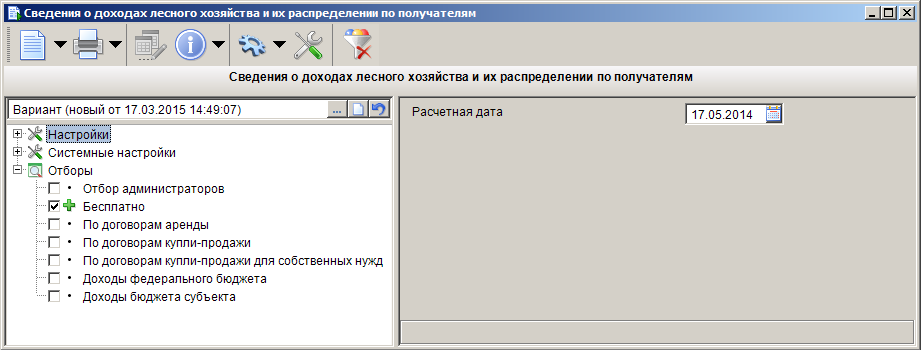 Сведения о доходах лесного хозяйства и их распределении по получателям
Сведения о доходах лесного хозяйства и их распределении по получателям
Вариант (новый от 17.03.2015 14:49:07)
...
Расчетная дата
17.05.2014
Настройки
Системные настройки
Отборы
Отбор администраторов
Бесплатно
По договорам аренды
По договорам купли-продажи
По договорам купли-продажи для собственных нужд
Доходы федерального бюджета
Доходы бюджета субъекта